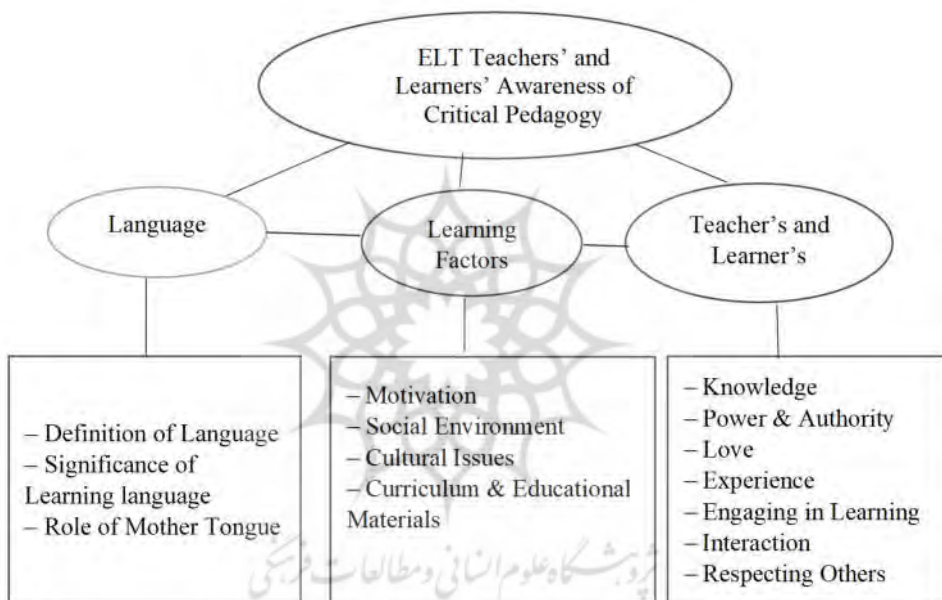 ELT Teachers' and
Learners' Awareness of
Critical Pedagogy
Language
Learning
Factors
Teacher's and
Learner's
– Definition of Language
– Significance of
Learning language
– Role of Mother Tongue
– Motivation
– Social Environment
– Cultural Issues
– Curriculum & Educational
Materials
– Knowledge
– Power & Authority
– Love
– Experience
– Engaging in Learning
– Interaction
– Respecting Others
پژوهشگاه علوم انسانی و مطالعات فرهنگی